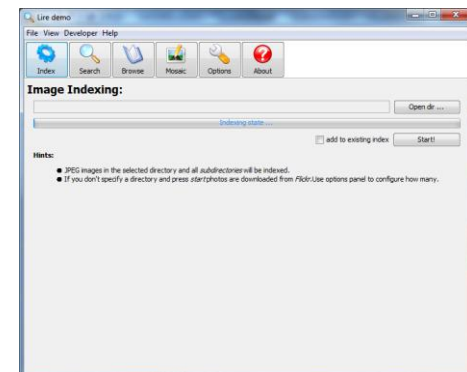 Lire demo
File View Developer Help
Index Search Browse Mosaic Options About
Image Indexing:
Open dir ...
Indexing state ...
add to existing index Start!
Hints:
JPEG images in the selected directory and all subdirectories will be indexed.
If you don't specify a directory and press start photos are downloaded from Flickr.Use options panel to configure how many.